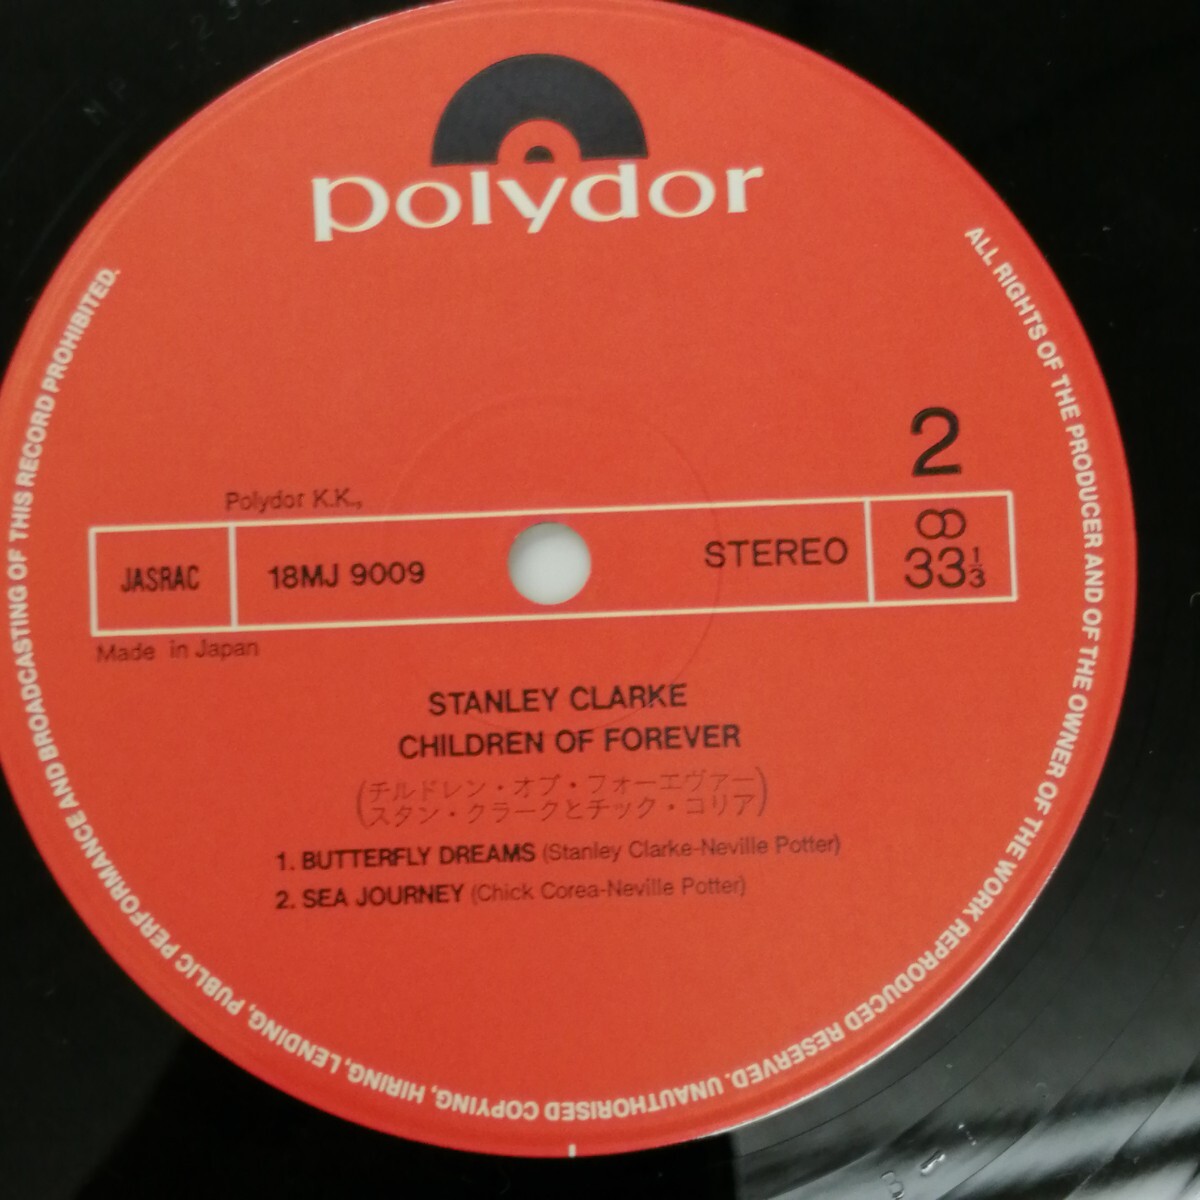 polydor
2
Polydor K.K.,
JASRAC
18MJ 9009
STEREO
33⅓
Made in Japan
STANLEY CLARKE
CHILDREN OF FOREVER
(チルドレン・オブ・フォーエヴァー
スタン・クラークとチック・コリア)
1. BUTTERFLY DREAMS (Stanley Clarke-Neville Potter)
2. SEA JOURNEY (Chick Corea-Neville Potter)
ALL RIGHTS OF THE PRODUCER AND OF THE OWNER OF THE WORK REPRODUCED RESERVED. UNAUTHORISED COPYING, HIRING, LENDING, PUBLIC PERFORMANCE AND BROADCASTING OF THIS RECORD PROHIBITED.